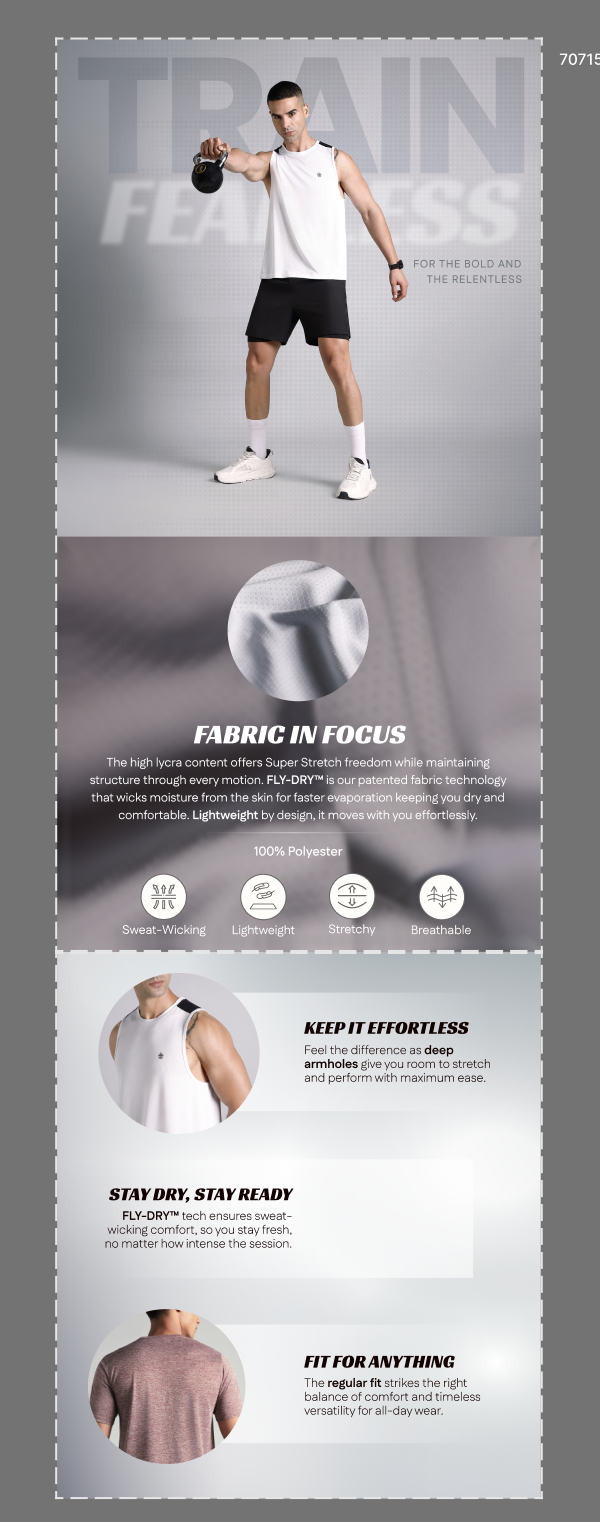 70715
TRAIN
FEARLESS
FOR THE BOLD AND
THE RELENTLESS
FABRIC IN FOCUS
The high lycra content offers Super Stretch freedom while maintaining
structure through every motion. FLY-DRY™ is our patented fabric technology
that wicks moisture from the skin for faster evaporation keeping you dry and
comfortable. Lightweight by design, it moves with you effortlessly.
100% Polyester
Sweat-Wicking Lightweight Stretchy Breathable
KEEP IT EFFORTLESS
Feel the difference as deep
armholes give you room to stretch
and perform with maximum ease.
STAY DRY, STAY READY
FLY-DRY™ tech ensures sweat-
wicking comfort, so you stay fresh,
no matter how intense the session.
FIT FOR ANYTHING
The regular fit strikes the right
balance of comfort and timeless
versatility for all-day wear.